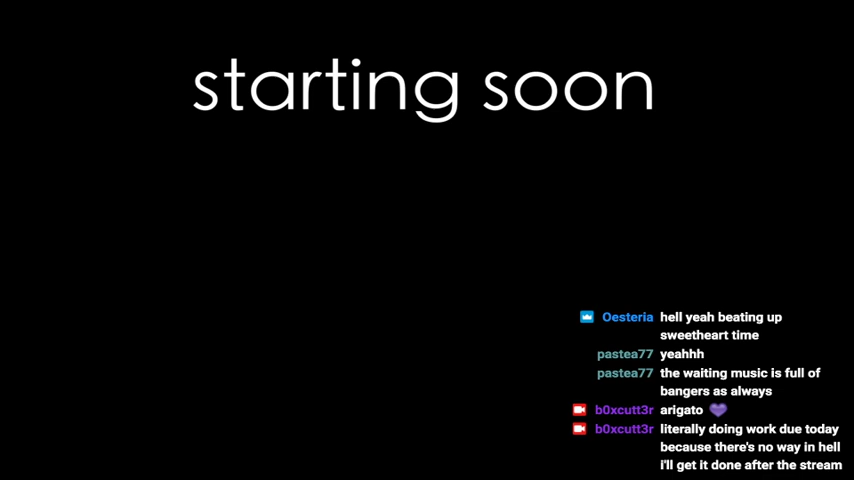 starting soon
Oesteria hell yeah beating up
sweetheart time
pastea77 yeahhh
pastea77 the waiting music is full of
bangers as always
b0xcutt3r arigato
b0xcutt3r literally doing work due today
because there's no way in hell
i'll get it done after the stream